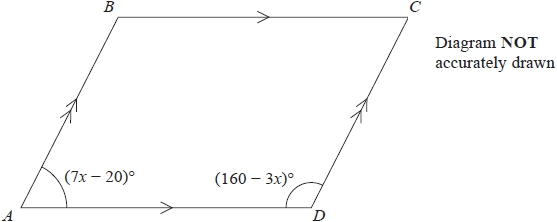 B
C
Diagram NOT
accurately drawn
(7x – 20)°
(160 – 3x)°
A
D